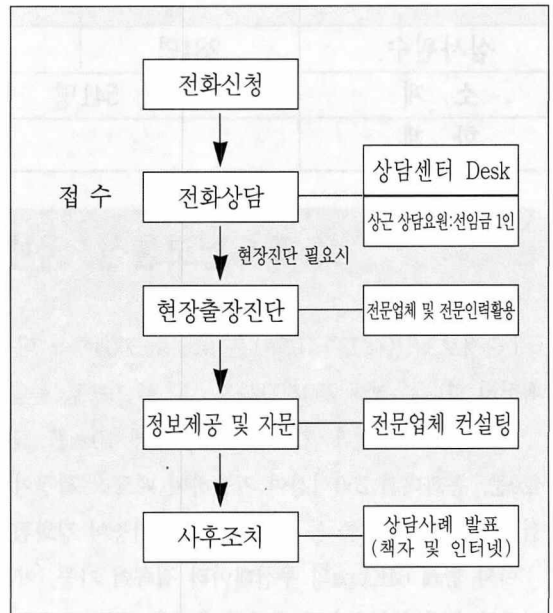 전화신청
접 수
전화상담
상담센터 Desk
상근 상담요원:선임급 1인
현장진단 필요시
현장출장진단
전문업체 및 전문인력활용
정보제공 및 자문
전문업체 컨설팅
사후조치
상담사례 발표
(책자 및 인터넷)